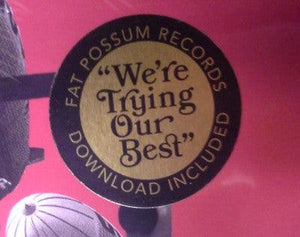 FAT POSSUM RECORDS
"We're
Trying
Our
Best"
DOWNLOAD INCLUDED